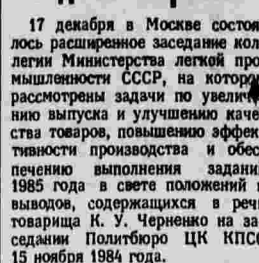 17 декабря в Москве состоя
лось расширенное заседание кол
легии Министерства легкой про
мышленности СССР, на которо
рассмотрены задачи по увелич
нию выпуска и улучшению каче
ства товаров, повышению эффек
тивности производства и обес
печению выполнения задани
1985 года в свете положений
выводов, содержащихся в реч
товарища К. У. Черненко на за
седании Политбюро ЦК КПС
15 ноября 1984 года.